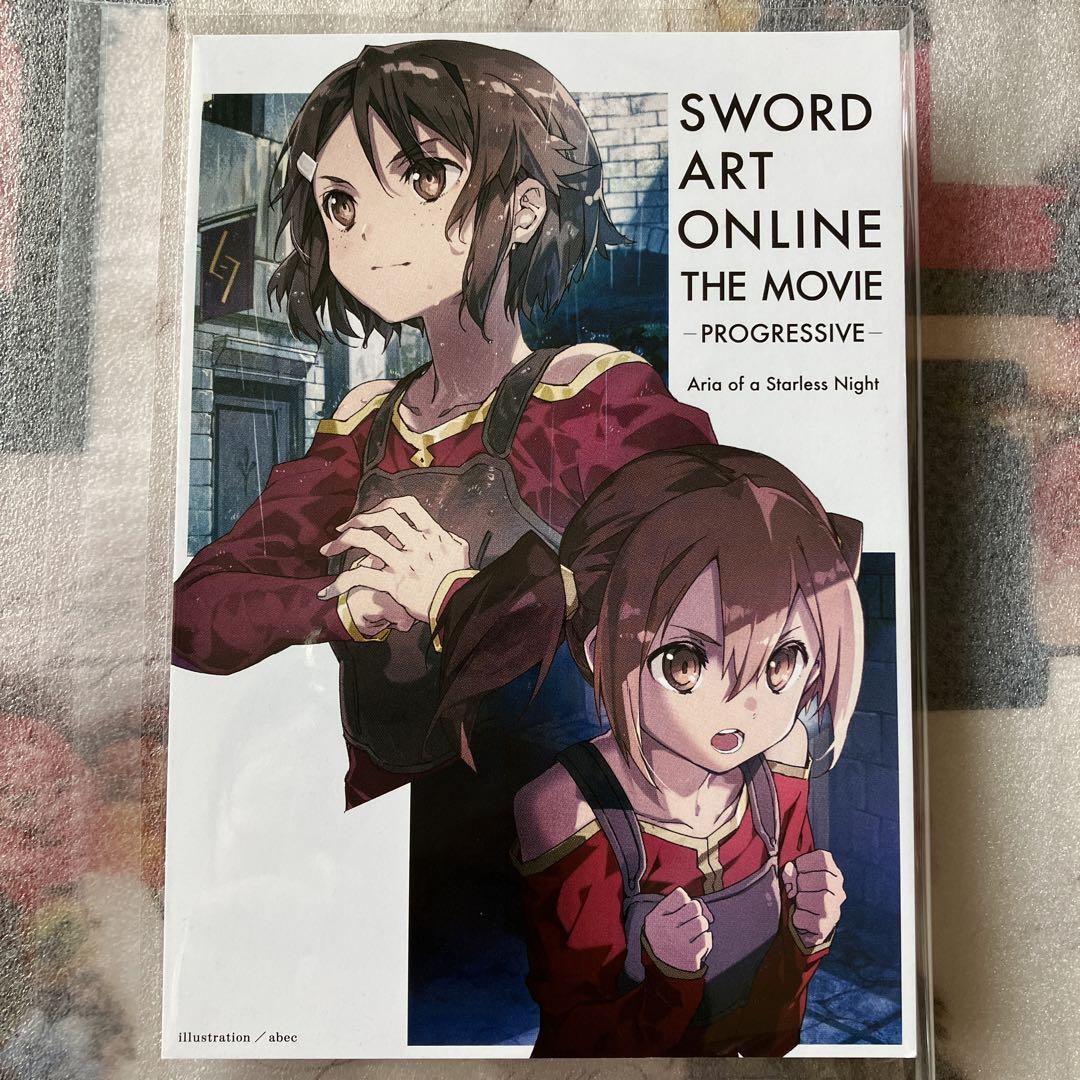 SWORD
ART
ONLINE
THE MOVIE
–PROGRESSIVE–
Aria of a Starless Night
illustration / abec